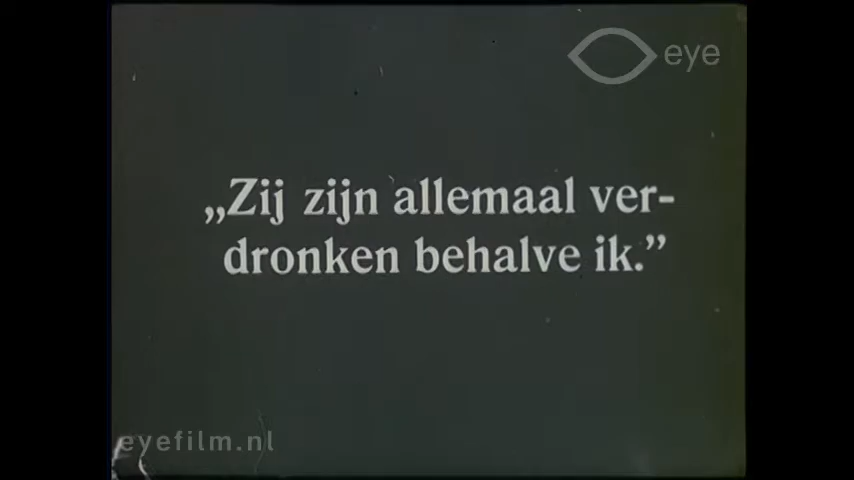 eye
„Zij zijn allemaal ver-
dronken behalve ik.”
eyefilm.nl